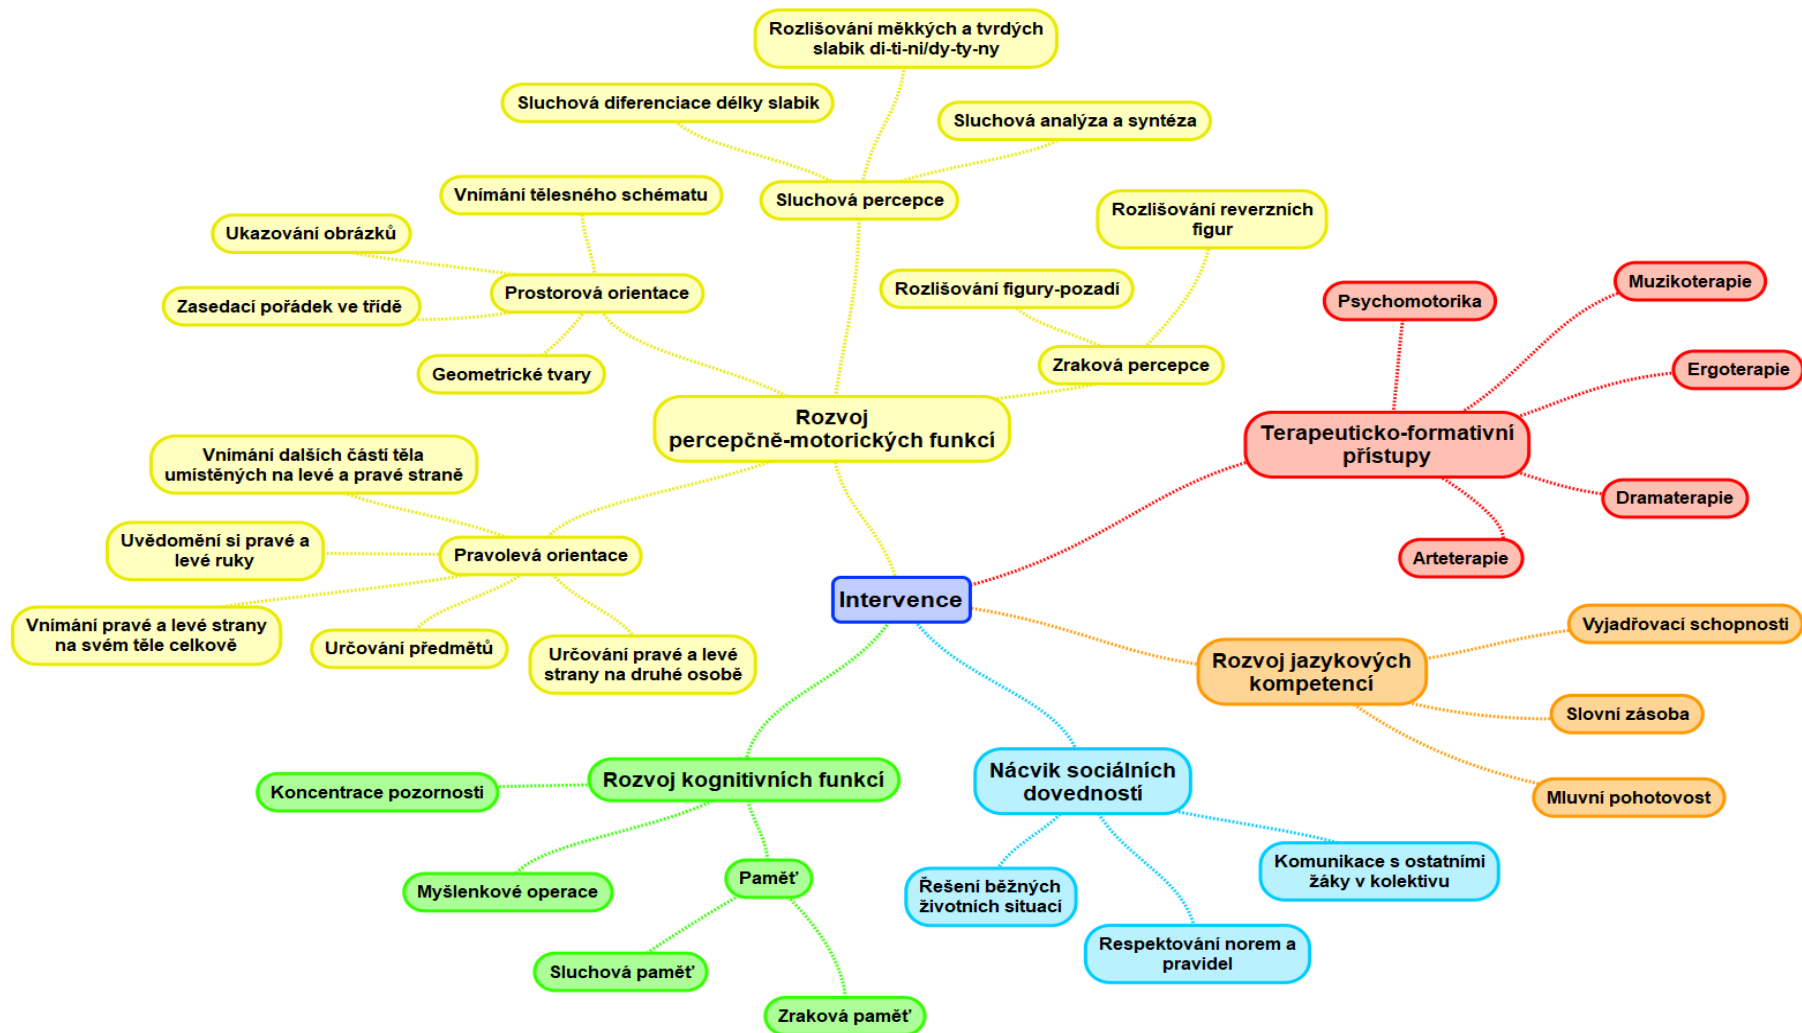 Rozlišování měkkých a tvrdých
slabik di-ti-ni/dy-ty-ny
Sluchová diferenciace délky slabik
Sluchová analýza a syntéza
Vnímání tělesného schématu
Sluchová percepce
Rozlišování reverzních
figur
Ukazování obrázků
Prostorová orientace
Zasedací pořádek ve třídě
Geometrické tvary
Rozlišování figury-pozadí
Zraková percepce
Rozvoj
percepčně-motorických funkcí
Psychomotorika
Muzikoterapie
Ergoterapie
Terapeuticko-formativní
přístupy
Dramaterapie
Arteterapie
Vnímání dalších částí těla
umístěných na levé a pravé straně
Uvědomění si pravé a
levé ruky
Pravolevá orientace
Vnímání pravé a levé strany
na svém těle celkově
Určování předmětů
Určování pravé a levé
strany na druhé osobě
Intervence
Vyjadřovací schopnosti
Rozvoj jazykových
kompetencí
Slovní zásoba
Mluvní pohotovost
Rozvoj kognitivních funkcí
Koncentrace pozornosti
Myšlenkové operace
Paměť
Sluchová paměť
Zraková paměť
Nácvik sociálních
dovedností
Řešení běžných
životních situací
Respektování norem a
pravidel
Komunikace s ostatními
žáky v kolektivu